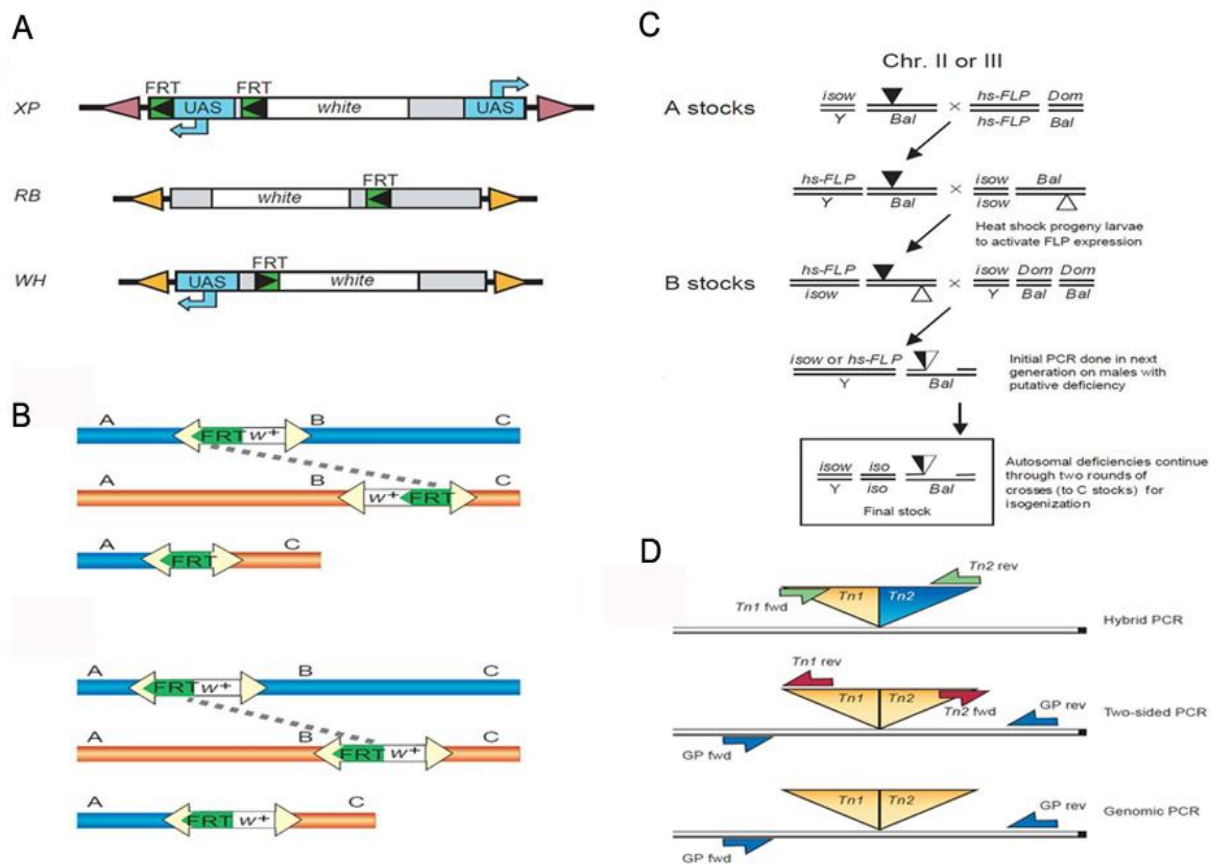 A
FRT
FRT
XP
UAS
white
UAS
FRT
RB
white
FRT
WH
UAS
white
B
A
B
C
FRT
w+
A
B
C
w+
FRT
A
C
FRT
A
B
C
FRT
w+
A
B
C
FRT
w+
A
C
FRT
w+
C
Chr. II or III
A stocks
isow
Y
Bal
×
hs-FLP
hs-FLP
Dom
Bal
hs-FLP
Y
Bal
×
isow
isow
Bal
Heat shock progeny larvae
to activate FLP expression
B stocks
hs-FLP
isow
×
isow
Y
Dom
Bal
Dom
Bal
isow or hs-FLP
Y
Bal
Initial PCR done in next
generation on males with
putative deficiency
isow
Y
iso
iso
Bal
Final stock
Autosomal deficiencies continue
through two rounds of
crosses (to C stocks) for
isogenization
D
Tn2 rev
Tn1 fwd
Tn1
Tn2
Hybrid PCR
Tn1 rev
Tn1
Tn2
Tn2 fwd
GP rev
Two-sided PCR
GP fwd
Tn1
Tn2
GP rev
Genomic PCR
GP fwd